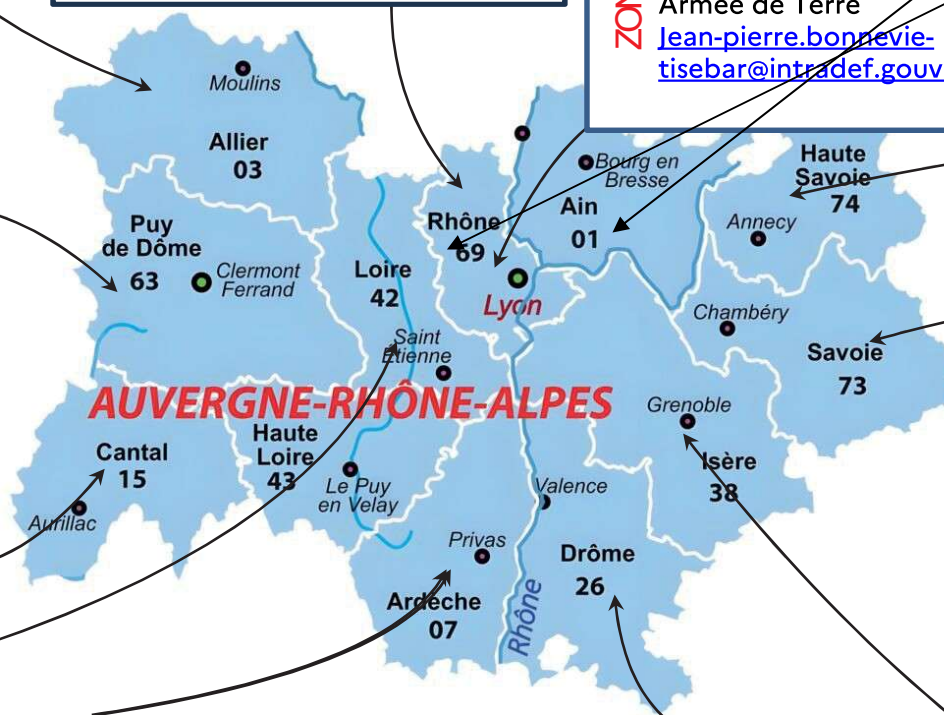 ZON
Armée de Terre
Jean-pierre.bonnevie-
tisebar@intradef.gouv
Moulins
Allier
03
Bourg en
Bresse
Haute
Savoie
74
Puy
de Dôme
63
Clermont
Ferrand
Loire
42
Rhône
69
Ain
01
Annecy
Lyon
Chambéry
Saint
Etienne
Savoie
73
AUVERGNE-RHÔNE-ALPES
Grenoble
Cantal
15
Haute
Loire
43
Isère
38
Aurillac
Le Puy
en Velay
Valence
Privas
Drôme
26
Ardèche
07
Rhône